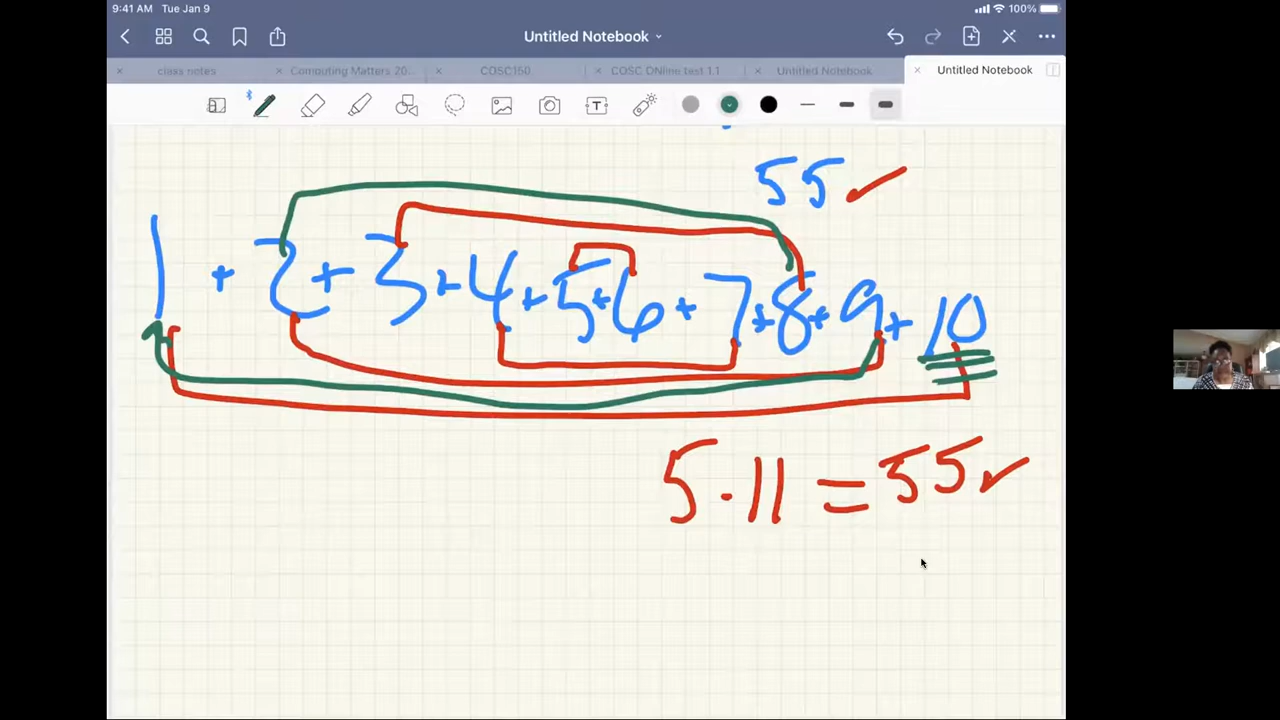 9:41 AM Tue Jan 9 100%
Untitled Notebook
class notes Computing Matters 20... COSC150 COSC ONline test 1.1 Untitled Notebook Untitled Notebook
T
55
1 + 2 + 3 + 4 + 5 + 6 + 7 + 8 + 9 + 10
5 · 11 = 55